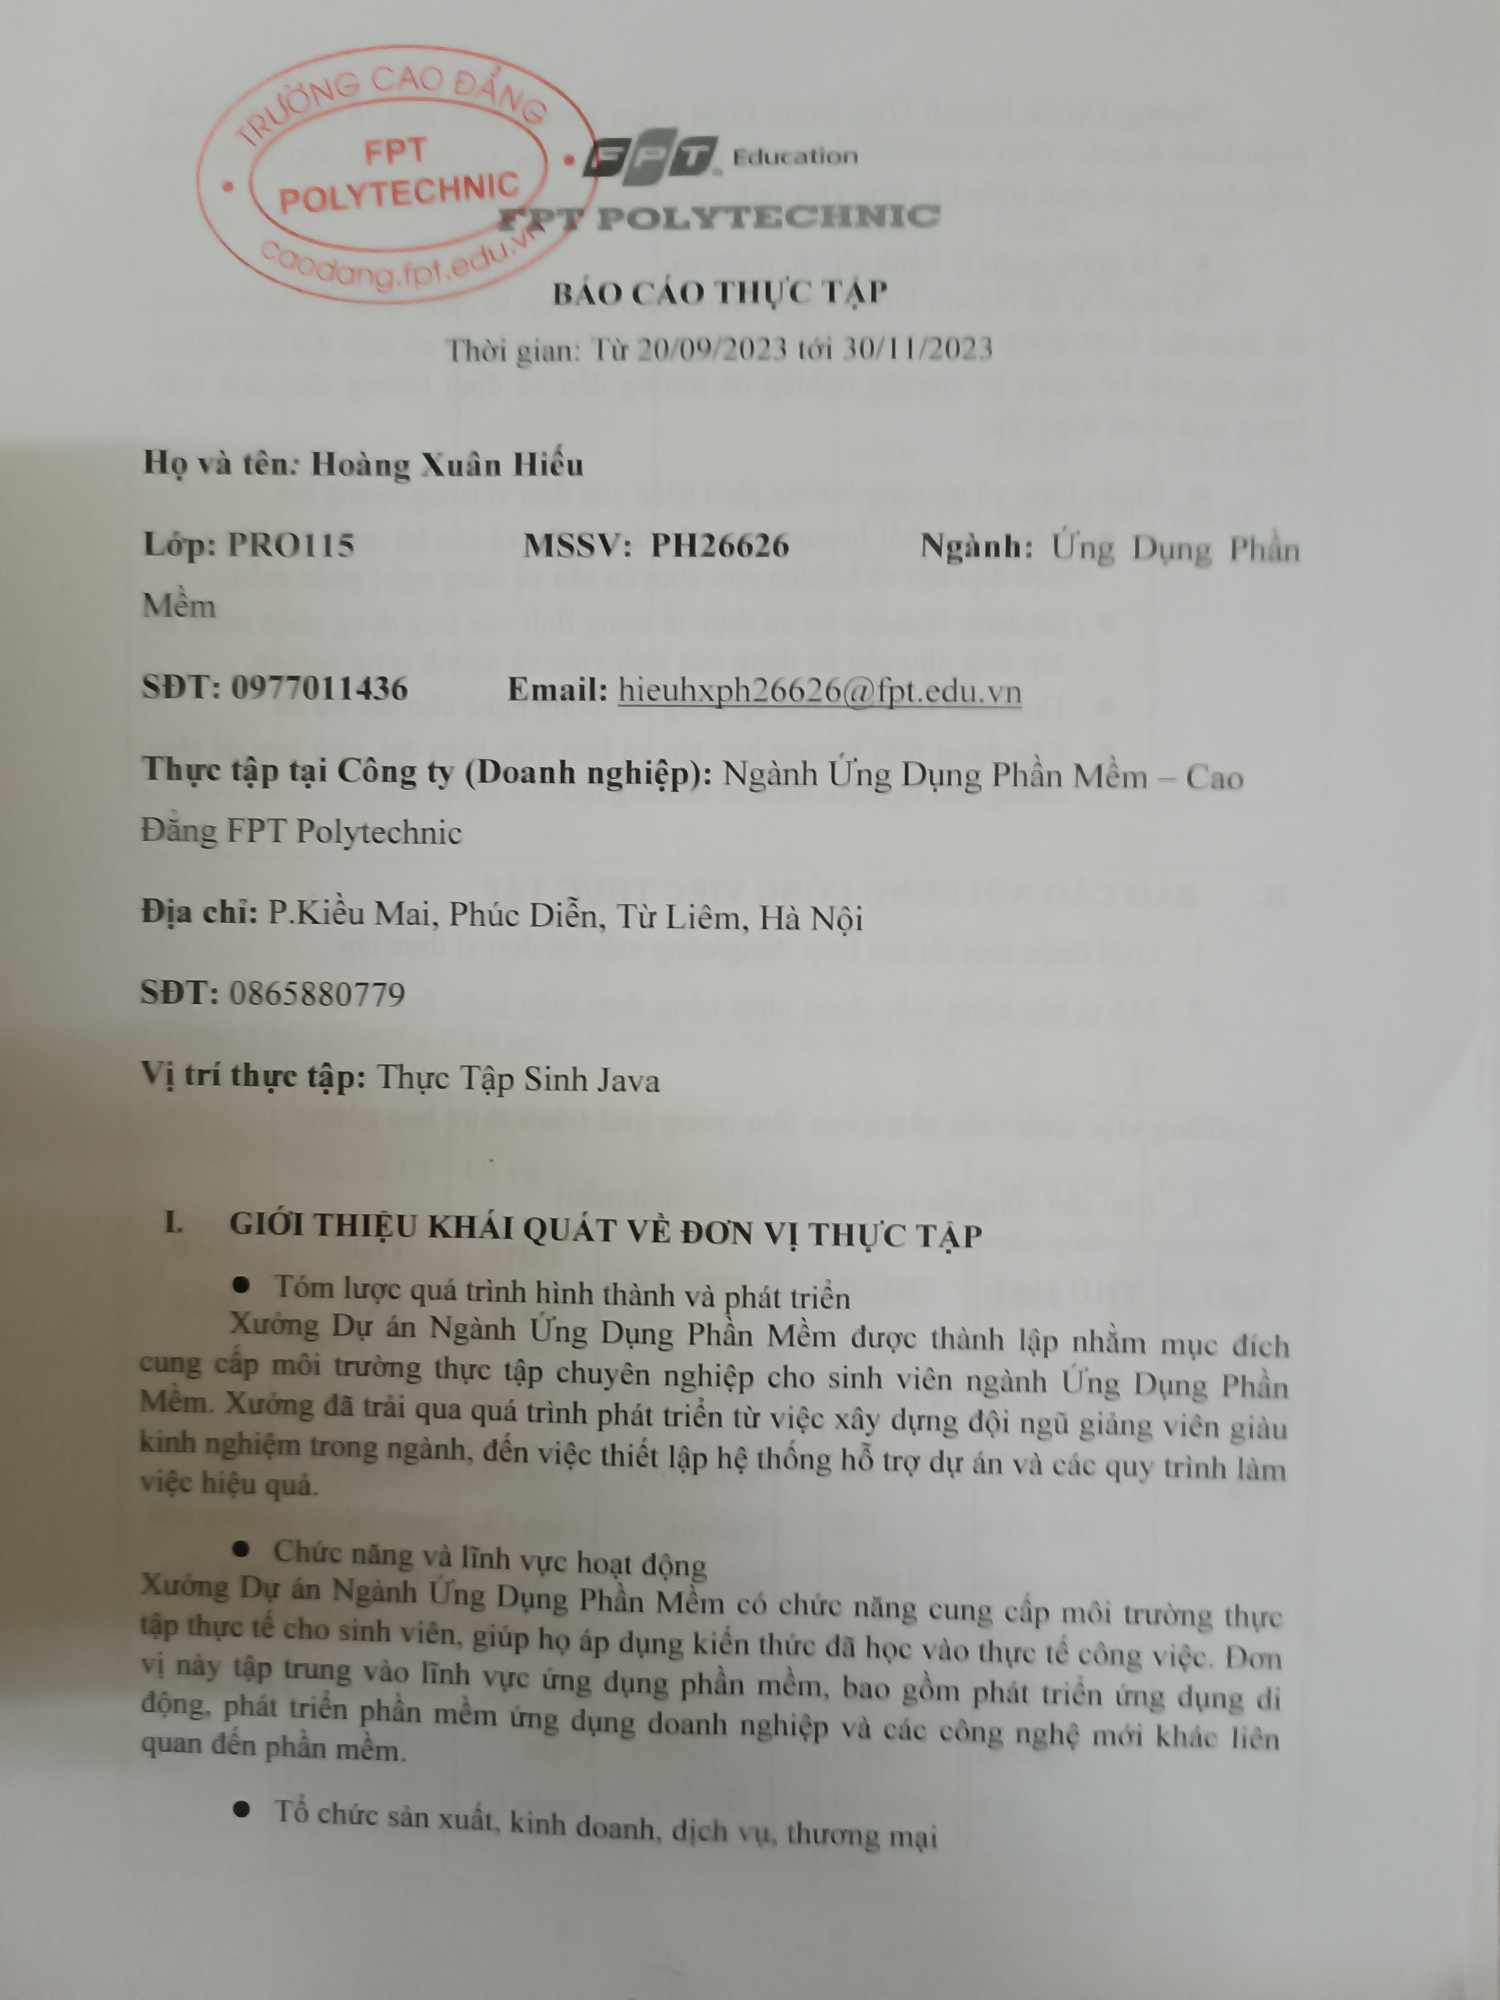 TRƯỜNG CAO ĐẲNG
FPT
POLYTECHNIC
caodang.fpt.edu.vn
FPT Education
FPT POLYTECHNIC
BÁO CÁO THỰC TẬP
Thời gian: Từ 20/09/2023 tới 30/11/2023
Họ và tên: Hoàng Xuân Hiếu
Lớp: PRO115 MSSV: PH26626 Ngành: Ứng Dụng Phần
Mềm
SĐT: 0977011436 Email: hieuhxph26626@fpt.edu.vn
Thực tập tại Công ty (Doanh nghiệp): Ngành Ứng Dụng Phần Mềm – Cao
Đẳng FPT Polytechnic
Địa chỉ: P.Kiều Mai, Phúc Diễn, Từ Liêm, Hà Nội
SĐT: 0865880779
Vị trí thực tập: Thực Tập Sinh Java
I. GIỚI THIỆU KHÁI QUÁT VỀ ĐƠN VỊ THỰC TẬP
● Tóm lược quá trình hình thành và phát triển
Xưởng Dự án Ngành Ứng Dụng Phần Mềm được thành lập nhằm mục đích
cung cấp môi trường thực tập chuyên nghiệp cho sinh viên ngành Ứng Dụng Phần
Mềm. Xưởng đã trải qua quá trình phát triển từ việc xây dựng đội ngũ giảng viên giàu
kinh nghiệm trong ngành, đến việc thiết lập hệ thống hỗ trợ dự án và các quy trình làm
việc hiệu quả.
● Chức năng và lĩnh vực hoạt động
Xưởng Dự án Ngành Ứng Dụng Phần Mềm có chức năng cung cấp môi trường thực
tập thực tế cho sinh viên, giúp họ áp dụng kiến thức đã học vào thực tế công việc. Đơn
vị này tập trung vào lĩnh vực ứng dụng phần mềm, bao gồm phát triển ứng dụng di
động, phát triển phần mềm ứng dụng doanh nghiệp và các công nghệ mới khác liên
quan đến phần mềm.
● Tổ chức sản xuất, kinh doanh, dịch vụ, thương mại